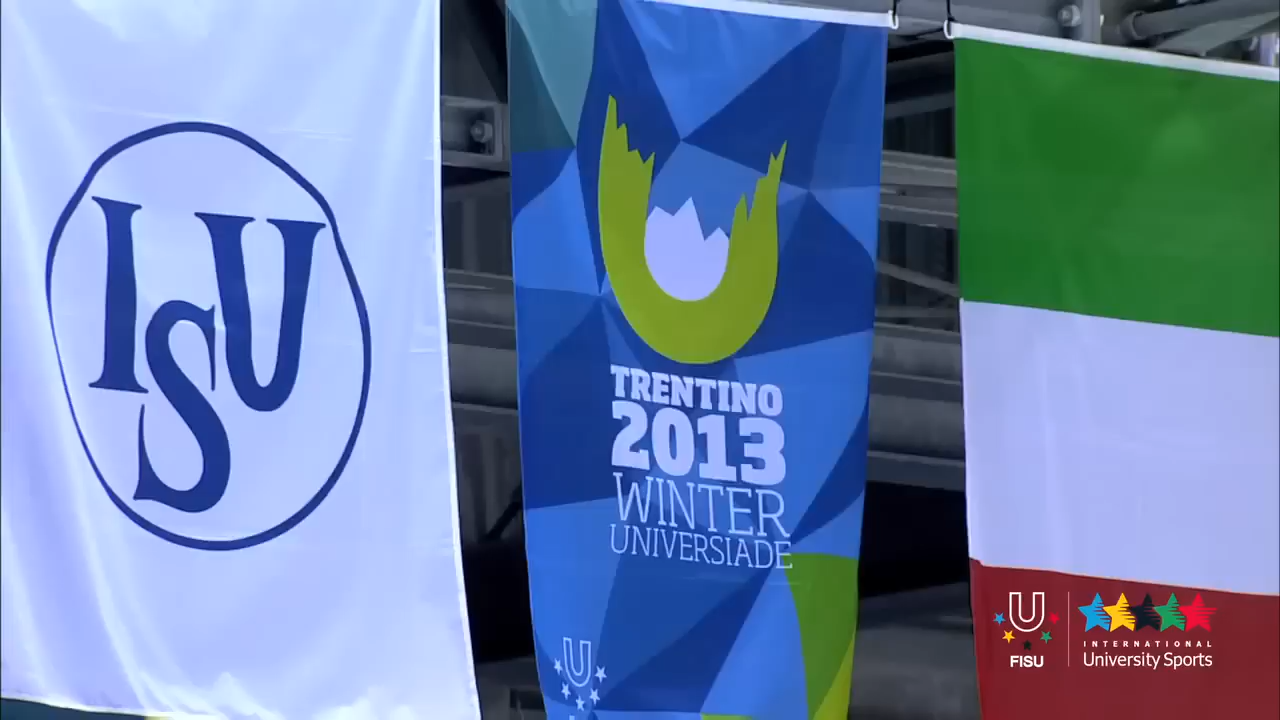 ISU
TRENTINO
2013
WINTER
UNIVERSIADE
U
U
FISU
INTERNATIONAL
University Sports